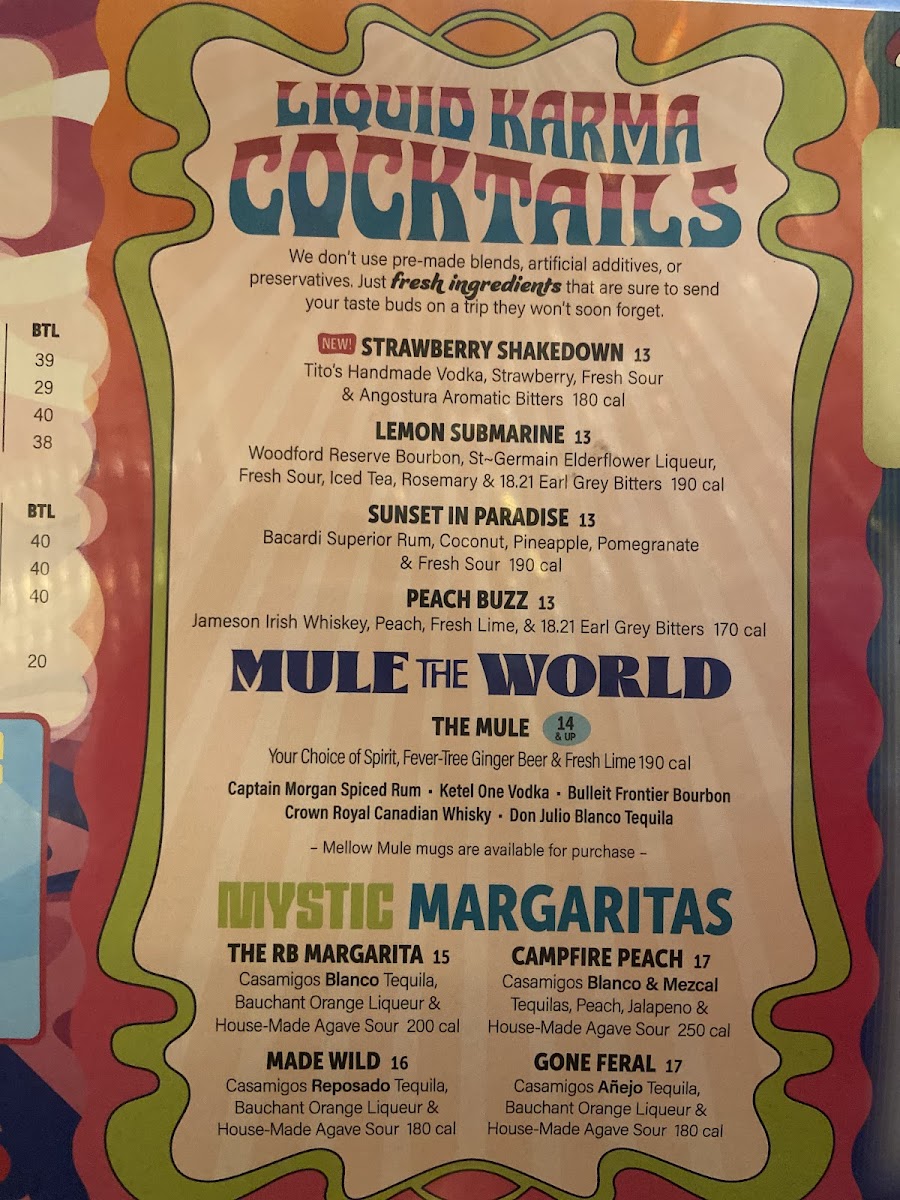 LIQUID KARMA
COCKTAILS
We don't use pre-made blends, artificial additives, or
preservatives. Just fresh ingredients that are sure to send
your taste buds on a trip they won't soon forget.
NEW! STRAWBERRY SHAKEDOWN 13
Tito's Handmade Vodka, Strawberry, Fresh Sour
& Angostura Aromatic Bitters 180 cal
LEMON SUBMARINE 13
Woodford Reserve Bourbon, St~Germain Elderflower Liqueur,
Fresh Sour, Iced Tea, Rosemary & 18.21 Earl Grey Bitters 190 cal
SUNSET IN PARADISE 13
Bacardi Superior Rum, Coconut, Pineapple, Pomegranate
& Fresh Sour 190 cal
PEACH BUZZ 13
Jameson Irish Whiskey, Peach, Fresh Lime, & 18.21 Earl Grey Bitters 170 cal
MULE THE WORLD
THE MULE 14
& UP
Your Choice of Spirit, Fever-Tree Ginger Beer & Fresh Lime 190 cal
Captain Morgan Spiced Rum • Ketel One Vodka • Bulleit Frontier Bourbon
Crown Royal Canadian Whisky • Don Julio Blanco Tequila
– Mellow Mule mugs are available for purchase –
MYSTIC MARGARITAS
THE RB MARGARITA 15
Casamigos Blanco Tequila,
Bauchant Orange Liqueur &
House-Made Agave Sour 200 cal
CAMPFIRE PEACH 17
Casamigos Blanco & Mezcal
Tequilas, Peach, Jalapeno &
House-Made Agave Sour 250 cal
MADE WILD 16
Casamigos Reposado Tequila,
Bauchant Orange Liqueur &
House-Made Agave Sour 180 cal
GONE FERAL 17
Casamigos Añejo Tequila,
Bauchant Orange Liqueur &
House-Made Agave Sour 180 cal
BTL
39
29
40
38
BTL
40
40
40
20